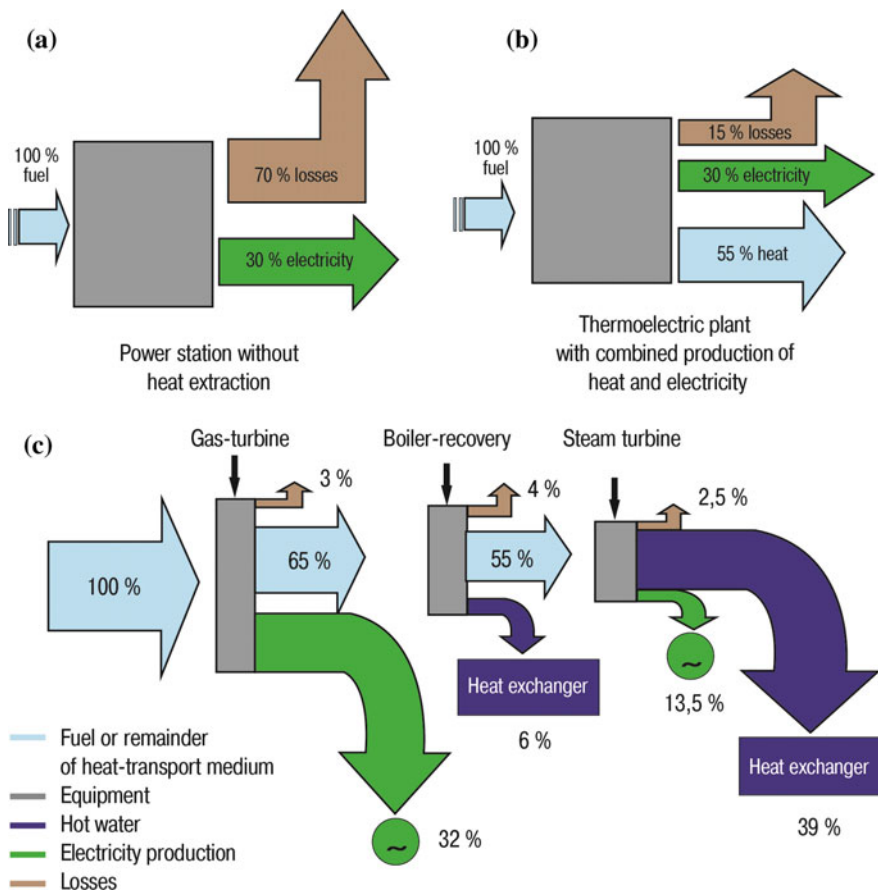 (a)
100 %
fuel
70 % losses
30 % electricity
Power station without
heat extraction
(b)
100 %
fuel
15 % losses
30 % electricity
55 % heat
Thermoelectric plant
with combined production of
heat and electricity
(c)
Gas-turbine
Boiler-recovery
Steam turbine
3 %
4 %
2,5 %
100 %
65 %
55 %
~
32 %
Heat exchanger
6 %
~
13,5 %
Heat exchanger
39 %
Fuel or remainder
of heat-transport medium
Equipment
Hot water
Electricity production
Losses